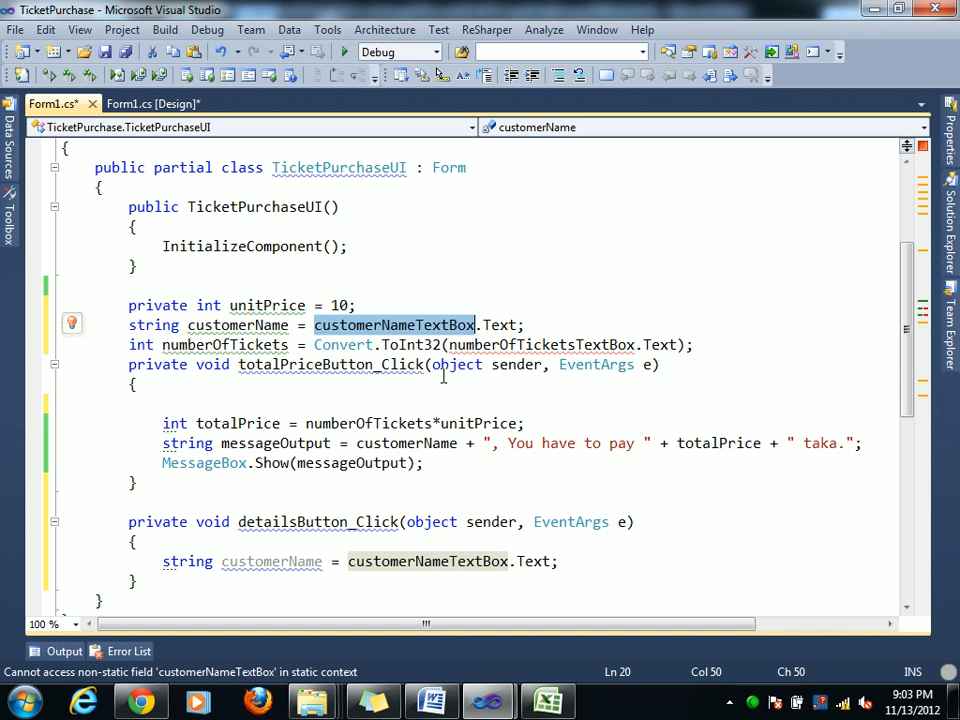 TicketPurchase - Microsoft Visual Studio
File Edit View Project Build Debug Team Data Tools Architecture Test ReSharper Analyze Window Help
Debug
Form1.cs* Form1.cs [Design]*
TicketPurchase.TicketPurchaseUI customerName
{
public partial class TicketPurchaseUI : Form
{
public TicketPurchaseUI()
{
InitializeComponent();
}
private int unitPrice = 10;
string customerName = customerNameTextBox.Text;
int numberOfTickets = Convert.ToInt32(numberOfTicketsTextBox.Text);
private void totalPriceButton_Click(object sender, EventArgs e)
{
int totalPrice = numberOfTickets*unitPrice;
string messageOutput = customerName + ", You have to pay " + totalPrice + " taka.";
MessageBox.Show(messageOutput);
}
private void detailsButton_Click(object sender, EventArgs e)
{
string customerName = customerNameTextBox.Text;
}
}
100 %
Data Sources
Toolbox
Properties
Solution Explorer
Team Explorer
Output Error List
Cannot access non-static field 'customerNameTextBox' in static context Ln 20 Col 50 Ch 50 INS
9:03 PM
11/13/2012